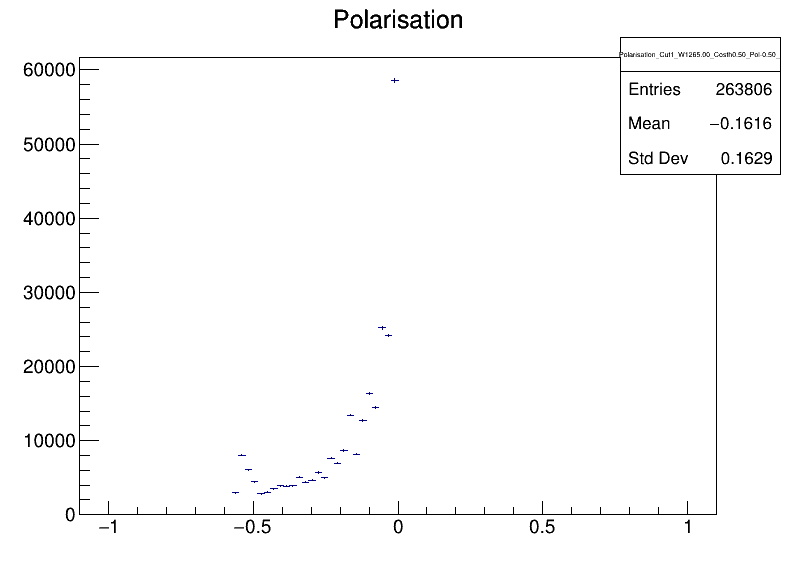 Polarisation
Polarisation_Cut1_W1265.00_Costh0.50_Pol-0.50_
Entries 263806
Mean −0.1616
Std Dev 0.1629
60000
50000
40000
30000
20000
10000
0
−1 −0.5 0 0.5 1